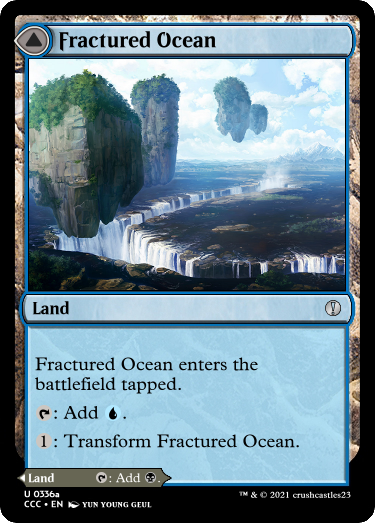 Fractured Ocean
Land
Fractured Ocean enters the
battlefield tapped.
: Add .
1: Transform Fractured Ocean.
Land : Add .
U 0336a
CCC • EN YUN YOUNG GEUL
™ & © 2021 crushcastles23